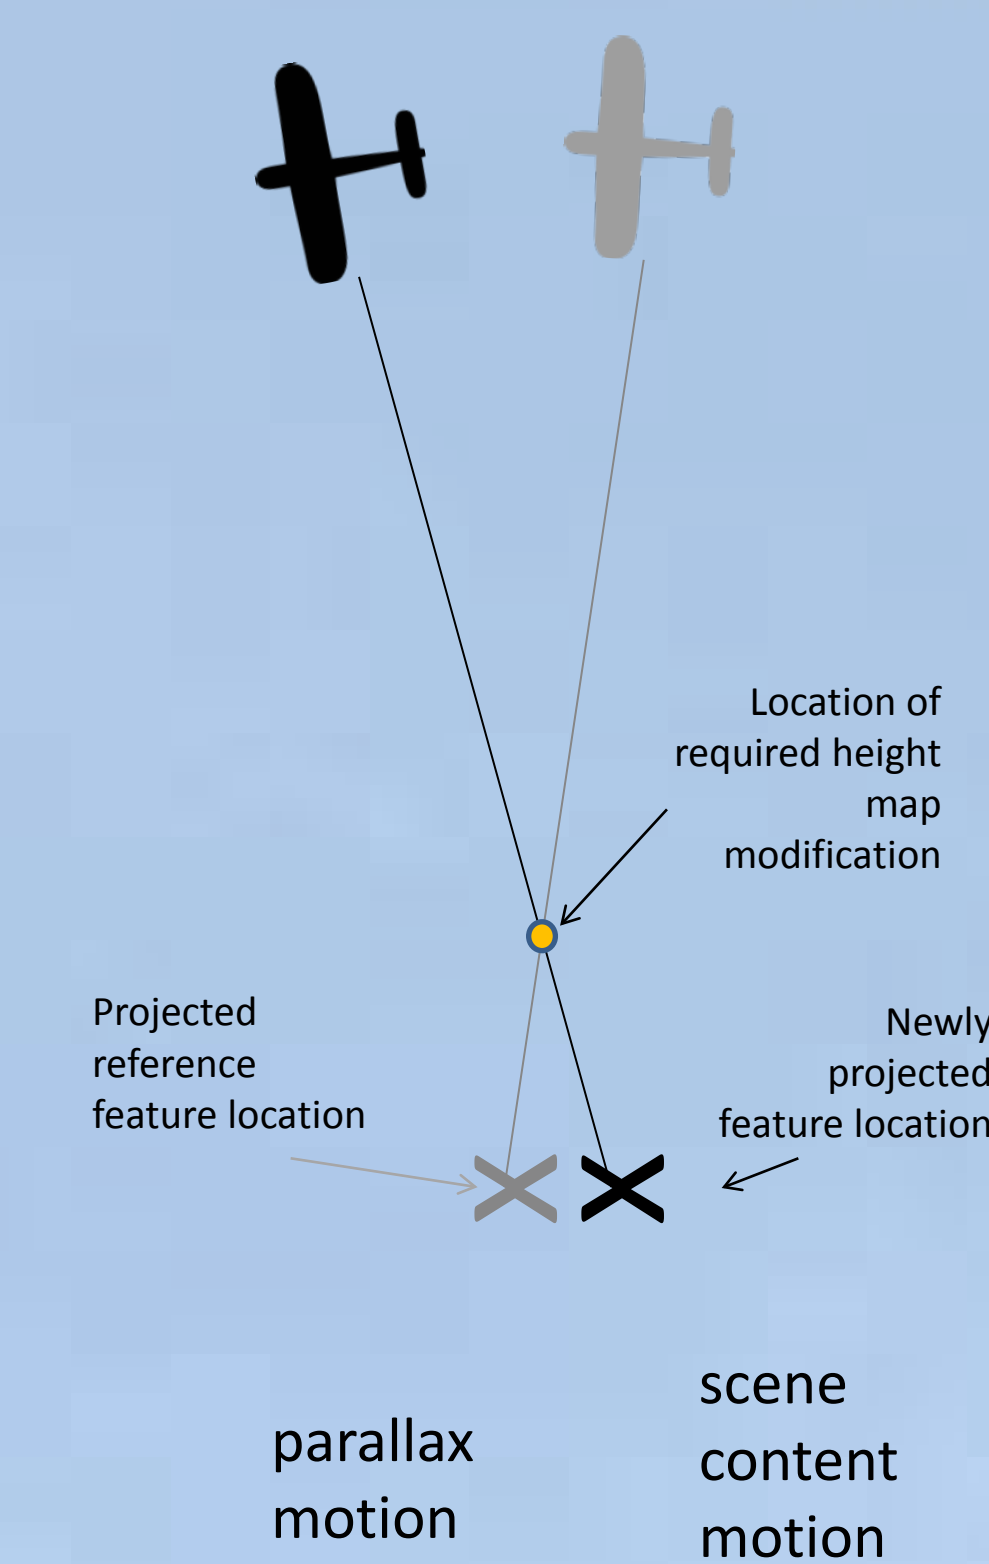 Location of
required height
map
modification
Projected
reference
feature location
Newly
projected
feature location
parallax
motion
scene
content
motion